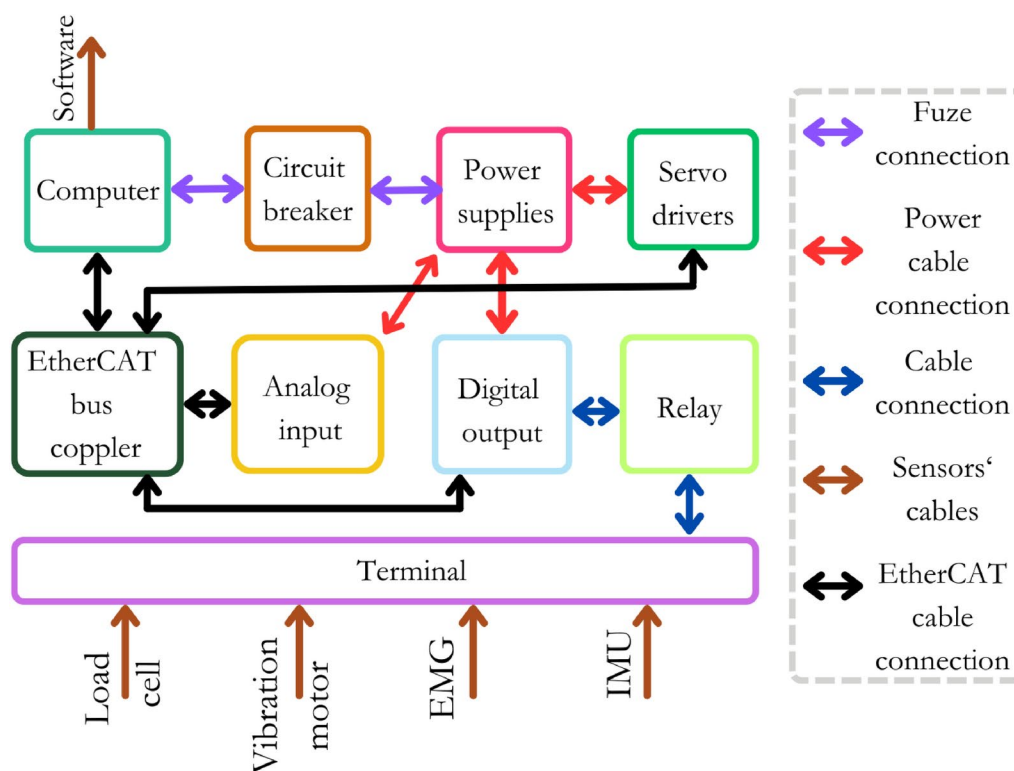 Software
Computer
Circuit
breaker
Power
supplies
Servo
drivers
EtherCAT
bus
coppler
Analog
input
Digital
output
Relay
Terminal
Load
cell
Vibration
motor
EMG
IMU
Fuze
connection
Power
cable
connection
Cable
connection
Sensors‘
cables
EtherCAT
cable
connection